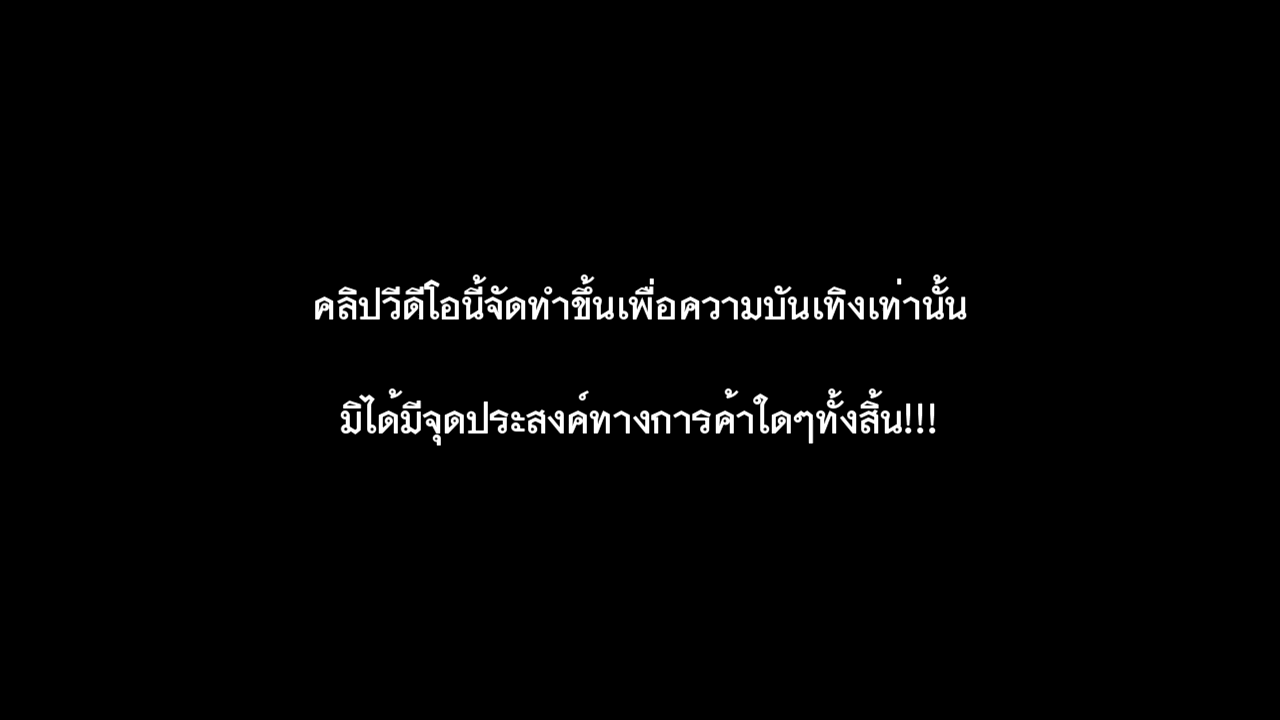 คลิปวีดีโอนี้จัดทำขึ้นเพื่อความบันเทิงเท่านั้น
มิได้มีจุดประสงค์ทางการค้าใดๆทั้งสิ้น!!!